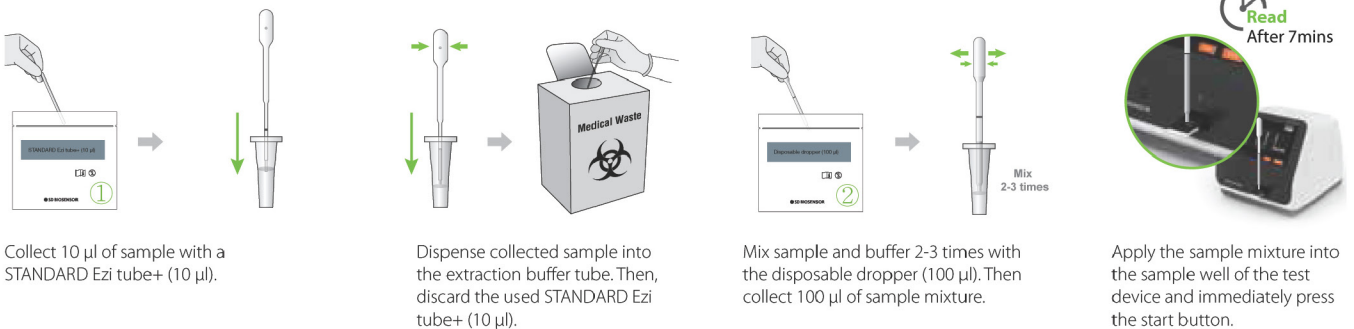 STANDARD Ezi tube+ (10 μl)
①
SD BIOSENSOR
Collect 10 μl of sample with a
STANDARD Ezi tube+ (10 μl).
Medical Waste
Dispense collected sample into
the extraction buffer tube. Then,
discard the used STANDARD Ezi
tube+ (10 μl).
Disposable dropper (100 μl)
②
SD BIOSENSOR
Mix
2-3 times
Mix sample and buffer 2-3 times with
the disposable dropper (100 μl). Then
collect 100 μl of sample mixture.
Read
After 7mins
Apply the sample mixture into
the sample well of the test
device and immediately press
the start button.